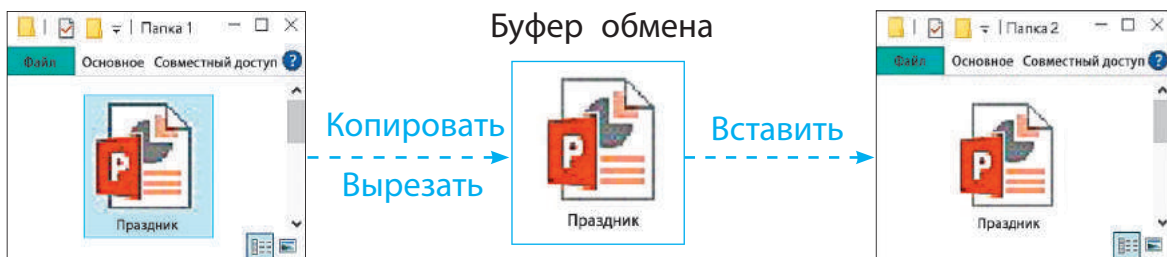 Папка 1
Файл Основное Совместный доступ ?
P
Праздник
Копировать
Вырезать
Буфер обмена
P
Праздник
Вставить
Папка 2
Файл Основное Совместный доступ ?
P
Праздник